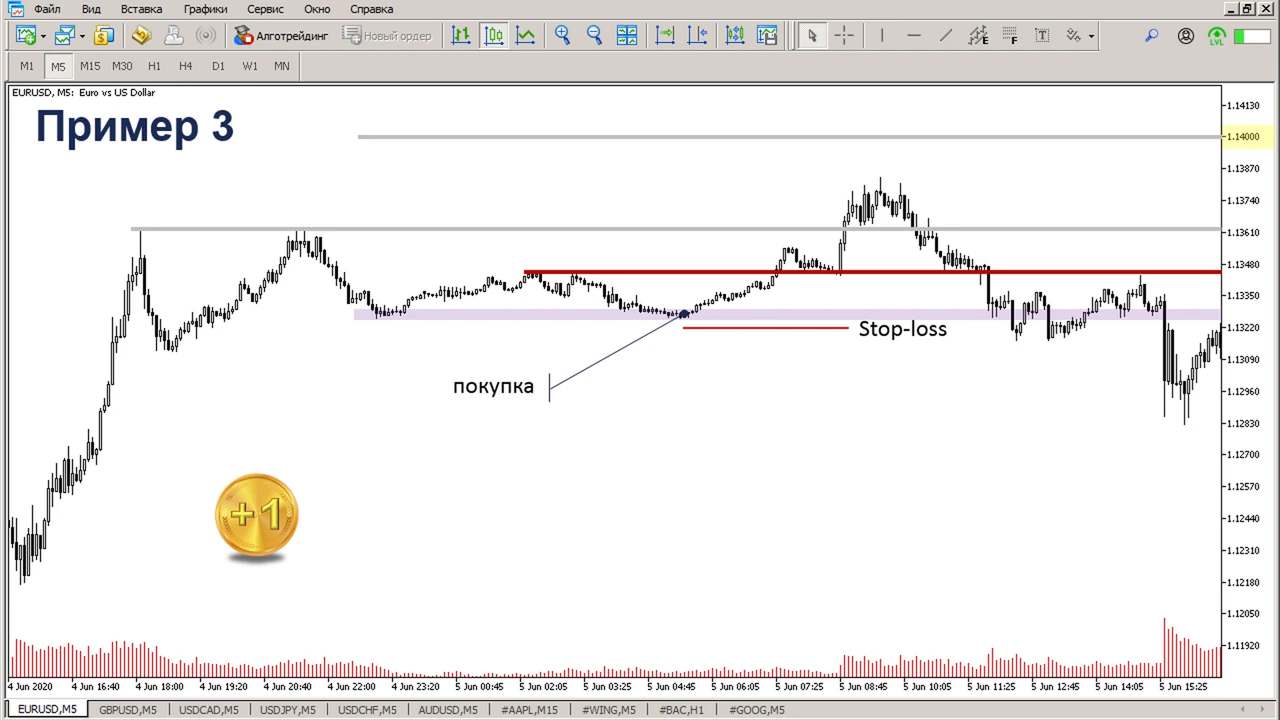 Файл Вид Вставка Графики Сервис Окно Справка
Алготрейдинг Новый ордер E F T LVL
M1 M5 M15 M30 H1 H4 D1 W1 MN
EURUSD, M5: Euro vs US Dollar
Пример 3
1.14130
1.14000
1.13870
1.13740
1.13610
1.13480
1.13350
1.13220
1.13090
1.12960
1.12830
1.12700
1.12570
1.12440
1.12310
1.12180
1.12050
1.11920
Stop-loss
покупка
+1
4 Jun 2020 4 Jun 16:40 4 Jun 18:00 4 Jun 19:20 4 Jun 20:40 4 Jun 22:00 4 Jun 23:20 5 Jun 00:45 5 Jun 02:05 5 Jun 03:25 5 Jun 04:45 5 Jun 06:05 5 Jun 07:25 5 Jun 08:45 5 Jun 10:05 5 Jun 11:25 5 Jun 12:45 5 Jun 14:05 5 Jun 15:25
EURUSD,M5 GBPUSD,M5 USDCAD,M5 USDJPY,M5 USDCHF,M5 AUDUSD,M5 #AAPL,M15 #WING,M5 #BAC,H1 #GOOG,M5